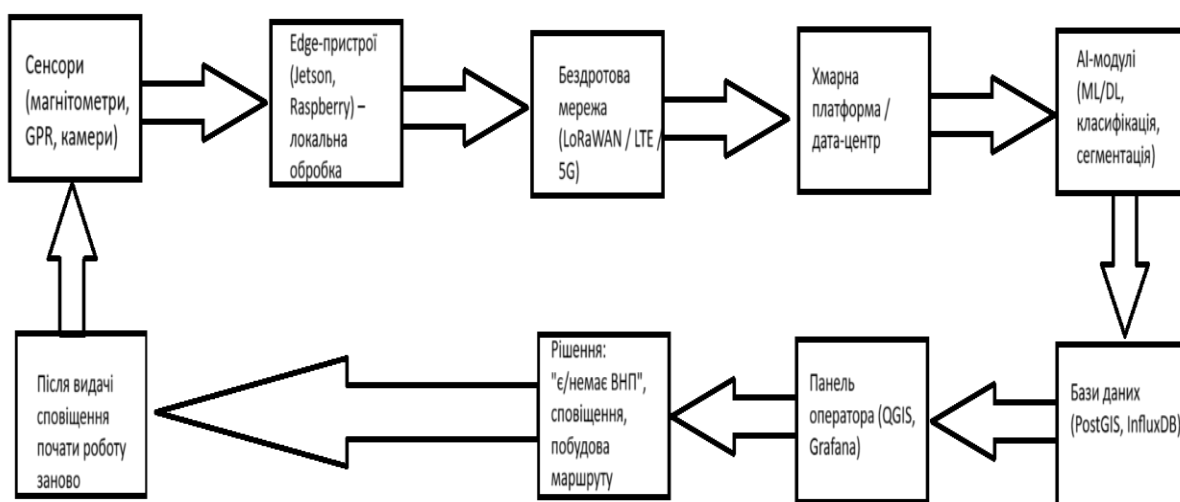 Сенсори
(магнітометри,
GPR, камери)
Edge-пристрої
(Jetson,
Raspberry) –
локальна
обробка
Бездротова
мережа
(LoRaWAN / LTE /
5G)
Хмарна
платформа /
дата-центр
AI-модулі
(ML/DL,
класифікація,
сегментація)
Бази даних
(PostGIS, InfluxDB)
Панель
оператора (QGIS,
Grafana)
Рішення:
"є/немає ВНП",
сповіщення,
побудова
маршруту
Після видачі
сповіщення
почати роботу
заново